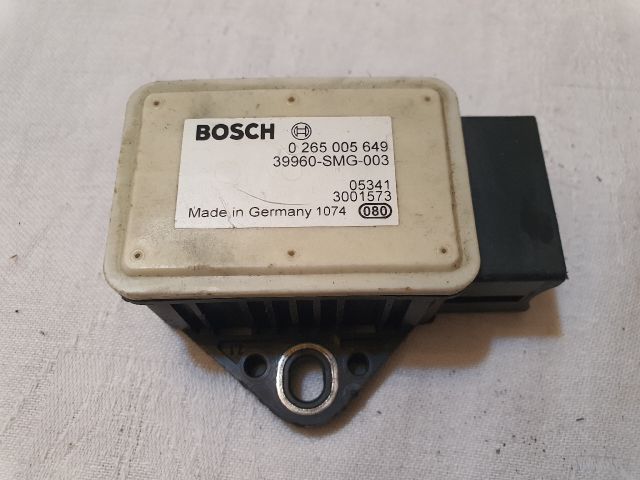 BOSCH
0 265 005 649
39960-SMG-003
05341
3001573
Made in Germany 1074 080